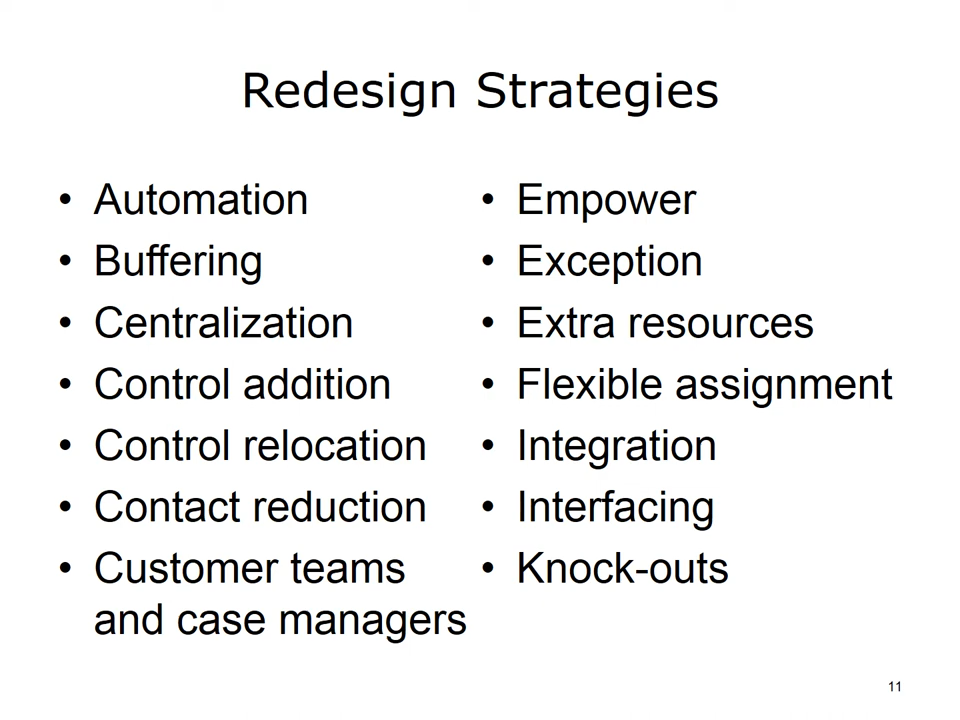 Redesign Strategies
• Automation
• Buffering
• Centralization
• Control addition
• Control relocation
• Contact reduction
• Customer teams
and case managers
• Empower
• Exception
• Extra resources
• Flexible assignment
• Integration
• Interfacing
• Knock-outs
11